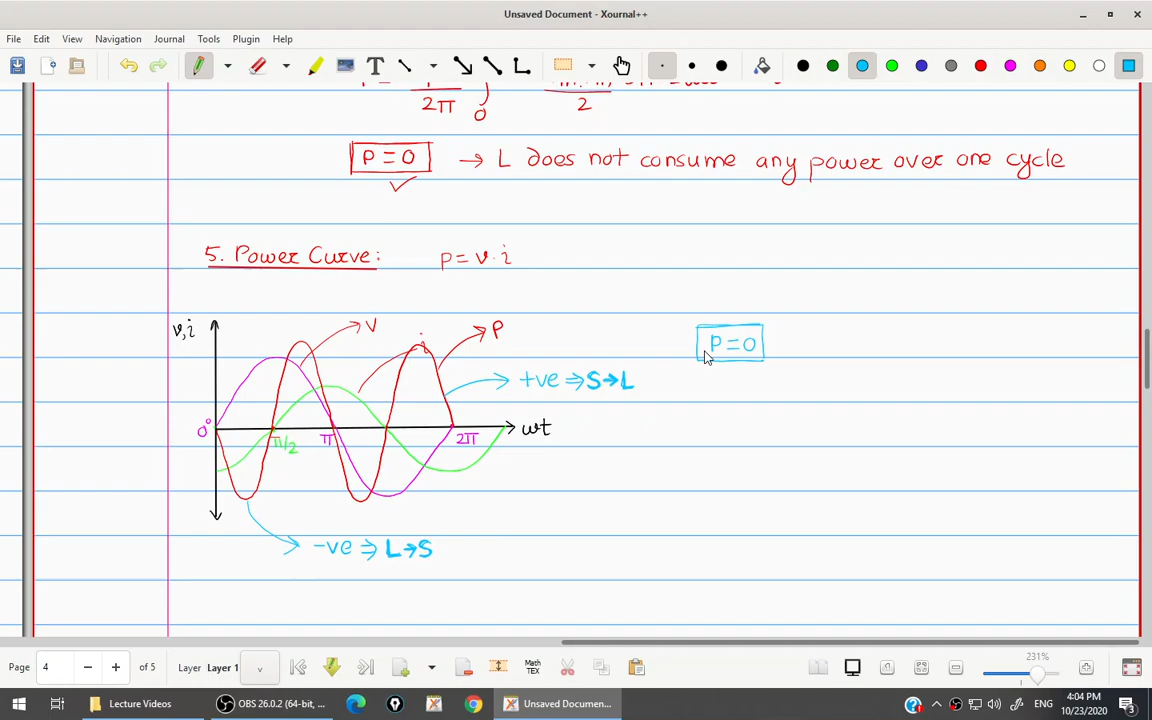 Unsaved Document - Xournal++
File Edit View Navigation Journal Tools Plugin Help
2π 0 2
P = 0 → L does not consume any power over one cycle
5. Power Curve: p = v · i
v,i
V
i
P
P = 0
+ve ⇒ S→L
0° π/2 π 2π ωt
-ve ⇒ L→S
Page 4 of 5 Layer Layer 1 Math TEX 231%
Lecture Videos OBS 26.0.2 (64-bit, ... Unsaved Documen... ENG 4:04 PM
10/23/2020